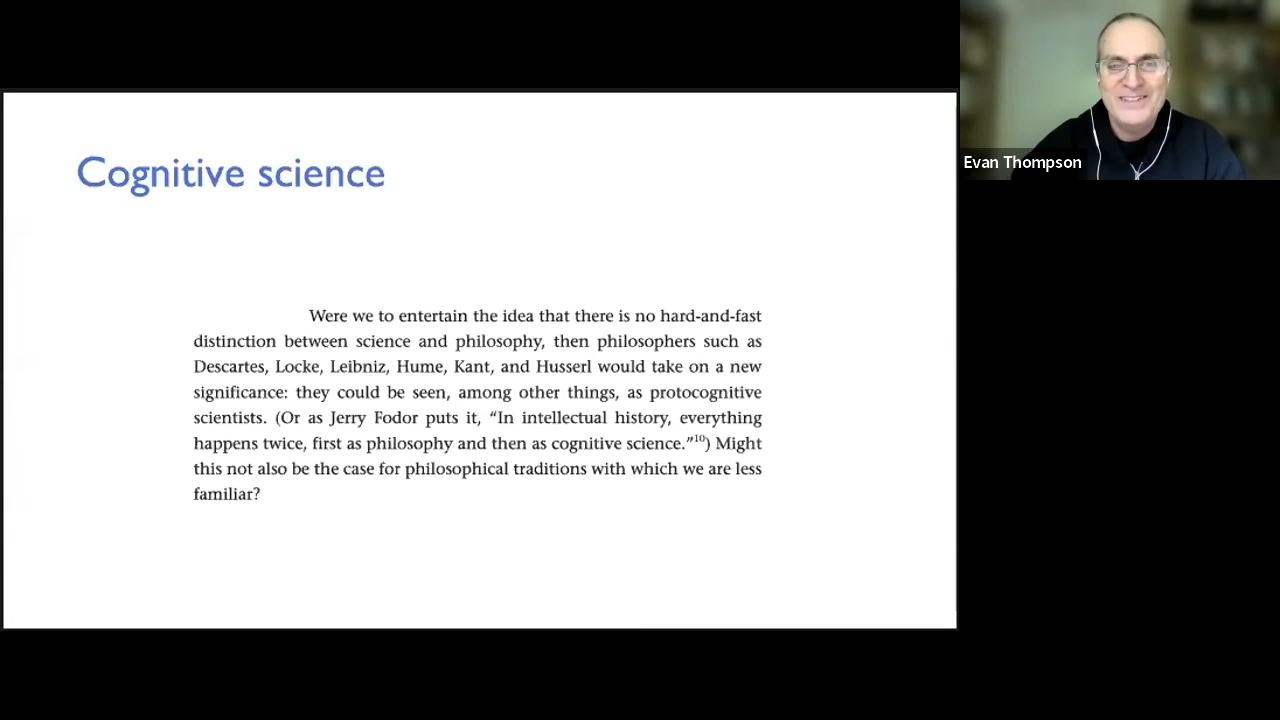 Cognitive science
Were we to entertain the idea that there is no hard-and-fast
distinction between science and philosophy, then philosophers such as
Descartes, Locke, Leibniz, Hume, Kant, and Husserl would take on a new
significance: they could be seen, among other things, as protocognitive
scientists. (Or as Jerry Fodor puts it, “In intellectual history, everything
happens twice, first as philosophy and then as cognitive science.”¹⁰) Might
this not also be the case for philosophical traditions with which we are less
familiar?
Evan Thompson